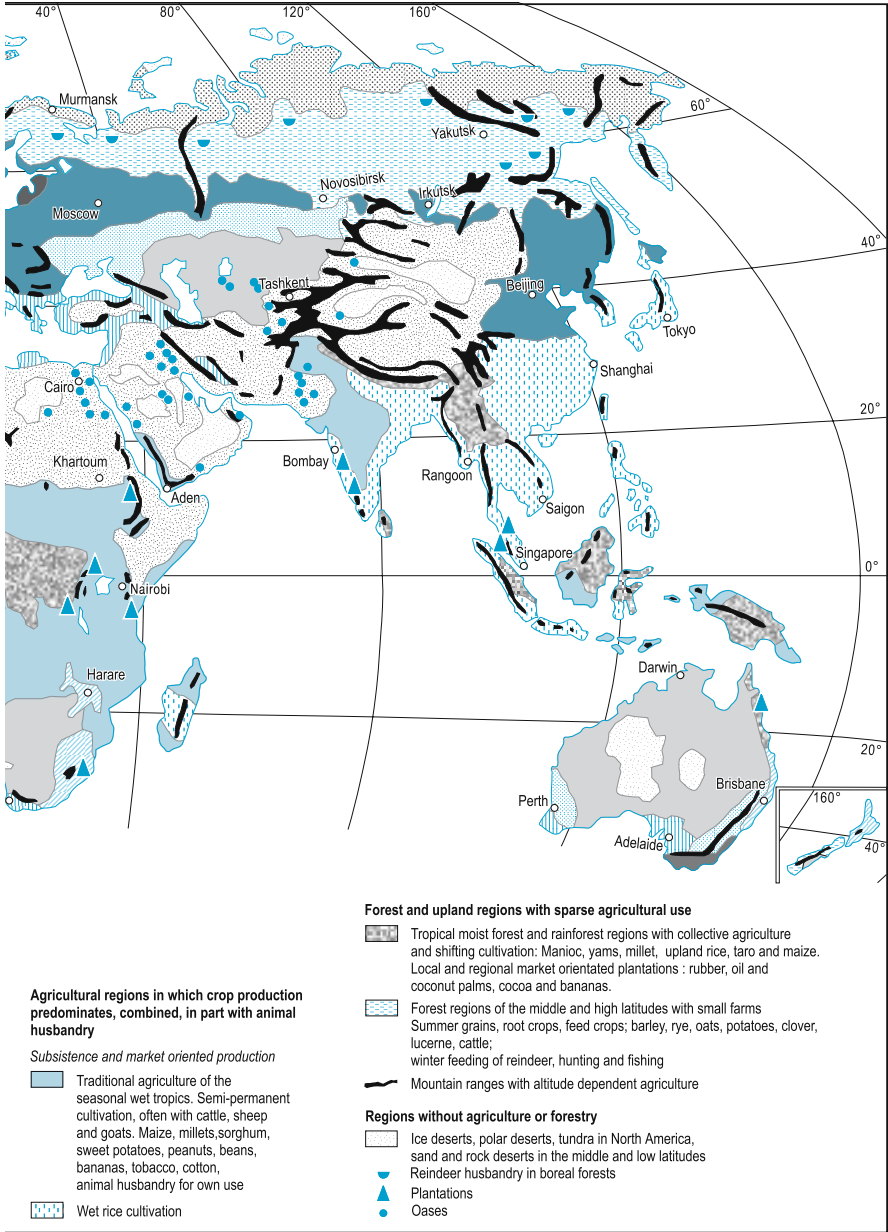 40°
80°
120°
160°
Murmansk
60°
Yakutsk
Novosibirsk
Irkutsk
Moscow
40°
Tashkent
Beijing
Tokyo
Shanghai
Cairo
20°
Khartoum
Bombay
Rangoon
Aden
Saigon
Singapore
0°
Nairobi
Darwin
Harare
20°
Brisbane
Perth
160°
Adelaide
40°
Forest and upland regions with sparse agricultural use
Tropical moist forest and rainforest regions with collective agriculture
and shifting cultivation: Manioc, yams, millet, upland rice, taro and maize.
Local and regional market orientated plantations : rubber, oil and
coconut palms, cocoa and bananas.
Forest regions of the middle and high latitudes with small farms
Summer grains, root crops, feed crops; barley, rye, oats, potatoes, clover,
lucerne, cattle;
winter feeding of reindeer, hunting and fishing
Mountain ranges with altitude dependent agriculture
Regions without agriculture or forestry
Ice deserts, polar deserts, tundra in North America,
sand and rock deserts in the middle and low latitudes
Reindeer husbandry in boreal forests
Plantations
Oases
Agricultural regions in which crop production
predominates, combined, in part with animal
husbandry
Subsistence and market oriented production
Traditional agriculture of the
seasonal wet tropics. Semi-permanent
cultivation, often with cattle, sheep
and goats. Maize, millets,sorghum,
sweet potatoes, peanuts, beans,
bananas, tobacco, cotton,
animal husbandry for own use
Wet rice cultivation